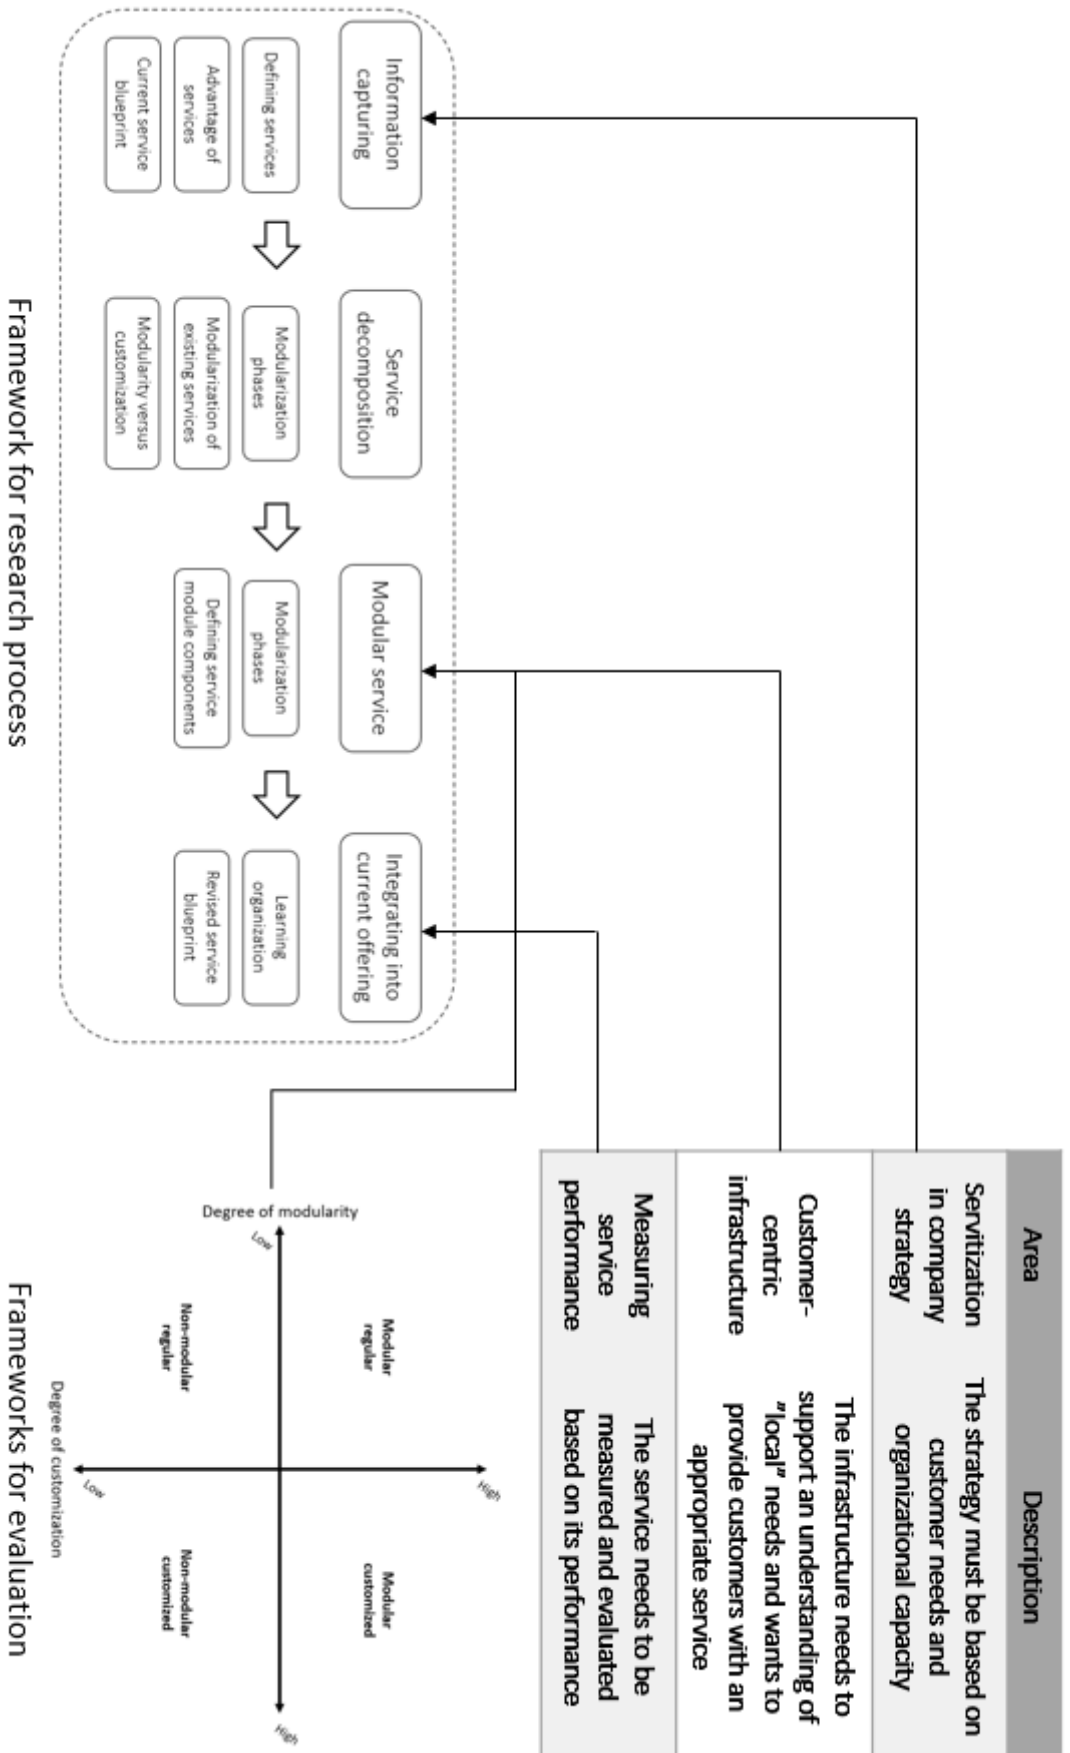 Information
capturing
Defining services
Advantage of
services
Current service
blueprint
Service
decomposition
Modularization
phases
Modularization of
existing services
Modularity versus
customization
Modular service
Modularization
phases
Defining service
module components
Integrating into
current offering
Learning
organization
Revised service
blueprint
Framework for research process
Area
Description
Servitization
in company
strategy
The strategy must be based on
customer needs and
organizational capacity
Customer-
centric
infrastructure
The infrastructure needs to
support an understanding of
"local" needs and wants to
provide customers with an
appropriate service
Measuring
service
performance
The service needs to be
measured and evaluated
based on its performance
Degree of modularity
Low
High
Modular
regular
Modular
customized
Non-modular
regular
Non-modular
customized
Low
High
Degree of customization
Frameworks for evaluation